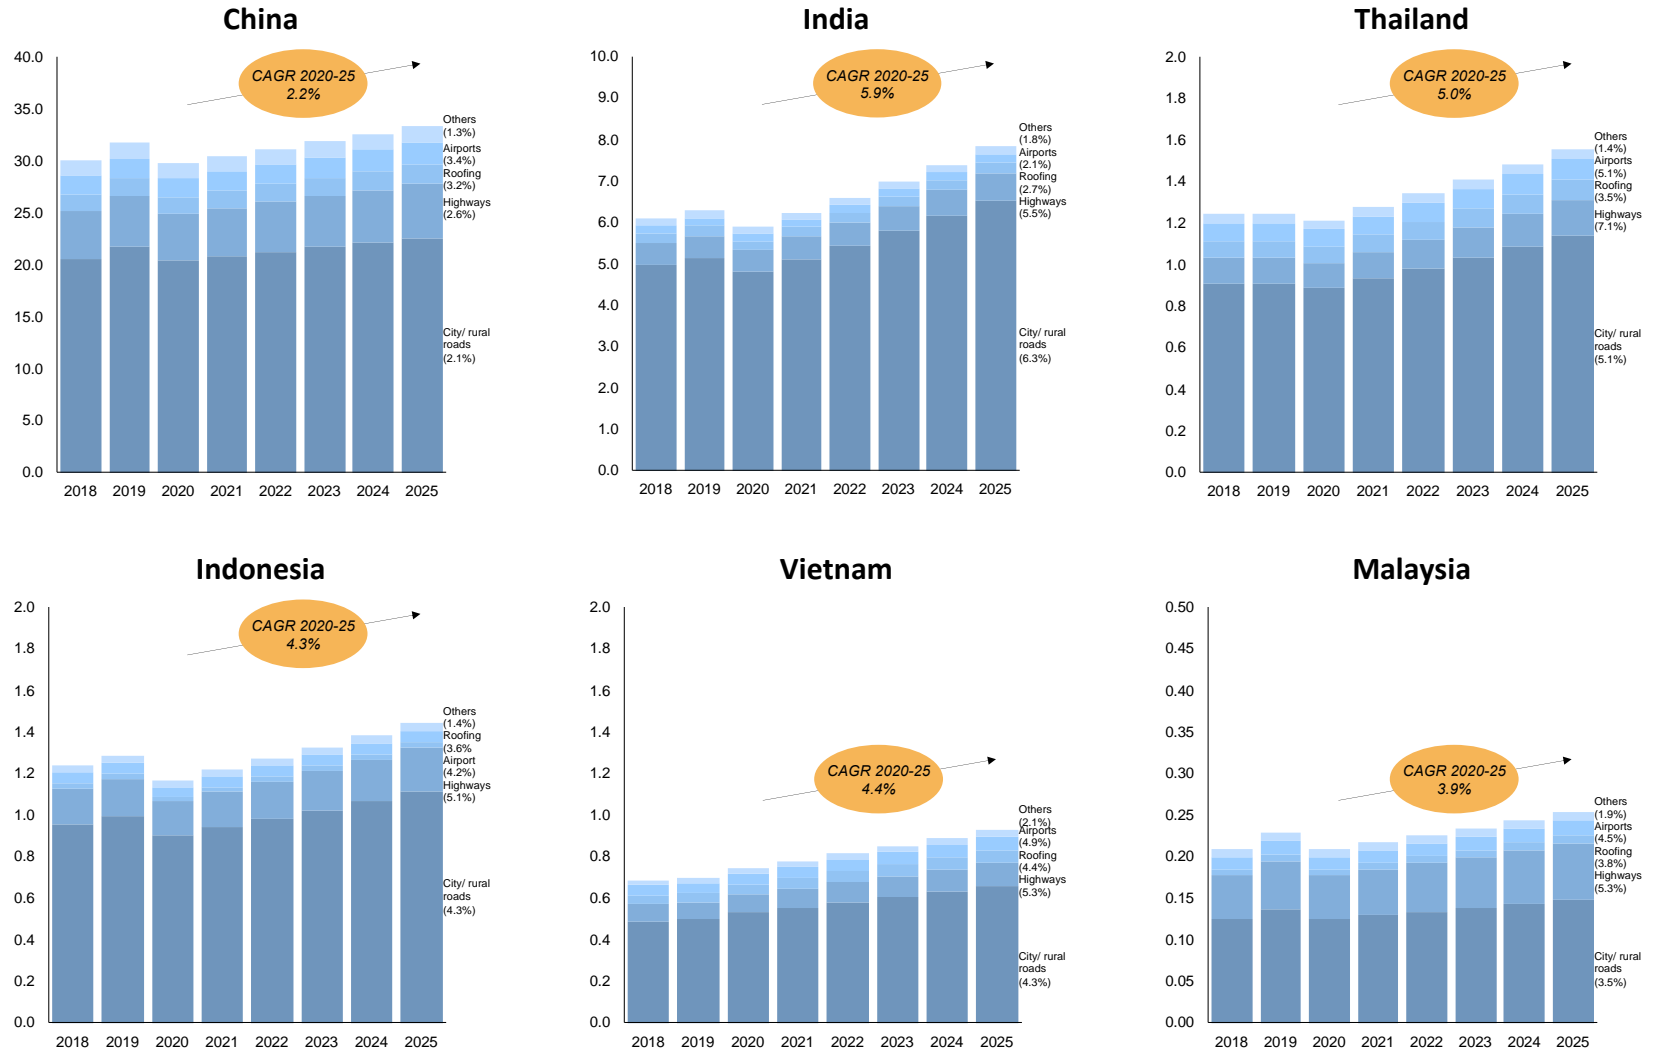 China
40.0
35.0
30.0
25.0
20.0
15.0
10.0
5.0
0.0
CAGR 2020-25
2.2%
Others
(1.3%)
Airports
(3.4%)
Roofing
(3.2%)
Highways
(2.6%)
City/ rural
roads
(2.1%)
2018 2019 2020 2021 2022 2023 2024 2025
India
10.0
9.0
8.0
7.0
6.0
5.0
4.0
3.0
2.0
1.0
0.0
CAGR 2020-25
5.9%
Others
(1.8%)
Airports
(2.1%)
Roofing
(2.7%)
Highways
(5.5%)
City/ rural
roads
(6.3%)
2018 2019 2020 2021 2022 2023 2024 2025
Thailand
2.0
1.8
1.6
1.4
1.2
1.0
0.8
0.6
0.4
0.2
0.0
CAGR 2020-25
5.0%
Others
(1.4%)
Airports
(5.1%)
Roofing
(3.5%)
Highways
(7.1%)
City/ rural
roads
(5.1%)
2018 2019 2020 2021 2022 2023 2024 2025
Indonesia
2.0
1.8
1.6
1.4
1.2
1.0
0.8
0.6
0.4
0.2
0.0
CAGR 2020-25
4.3%
Others
(1.4%)
Roofing
(3.6%
Airport
(4.2%)
Highways
(5.1%)
City/ rural
roads
(4.3%)
2018 2019 2020 2021 2022 2023 2024 2025
Vietnam
2.0
1.8
1.6
1.4
1.2
1.0
0.8
0.6
0.4
0.2
0.0
CAGR 2020-25
4.4%
Others
(2.1%)
Airports
(4.9%)
Roofing
(4.4%)
Highways
(5.3%)
City/ rural
roads
(4.3%)
2018 2019 2020 2021 2022 2023 2024 2025
Malaysia
0.50
0.45
0.40
0.35
0.30
0.25
0.20
0.15
0.10
0.05
0.00
CAGR 2020-25
3.9%
Others
(1.9%)
Airports
(4.5%)
Roofing
(3.8%)
Highways
(5.3%)
City/ rural
roads
(3.5%)
2018 2019 2020 2021 2022 2023 2024 2025